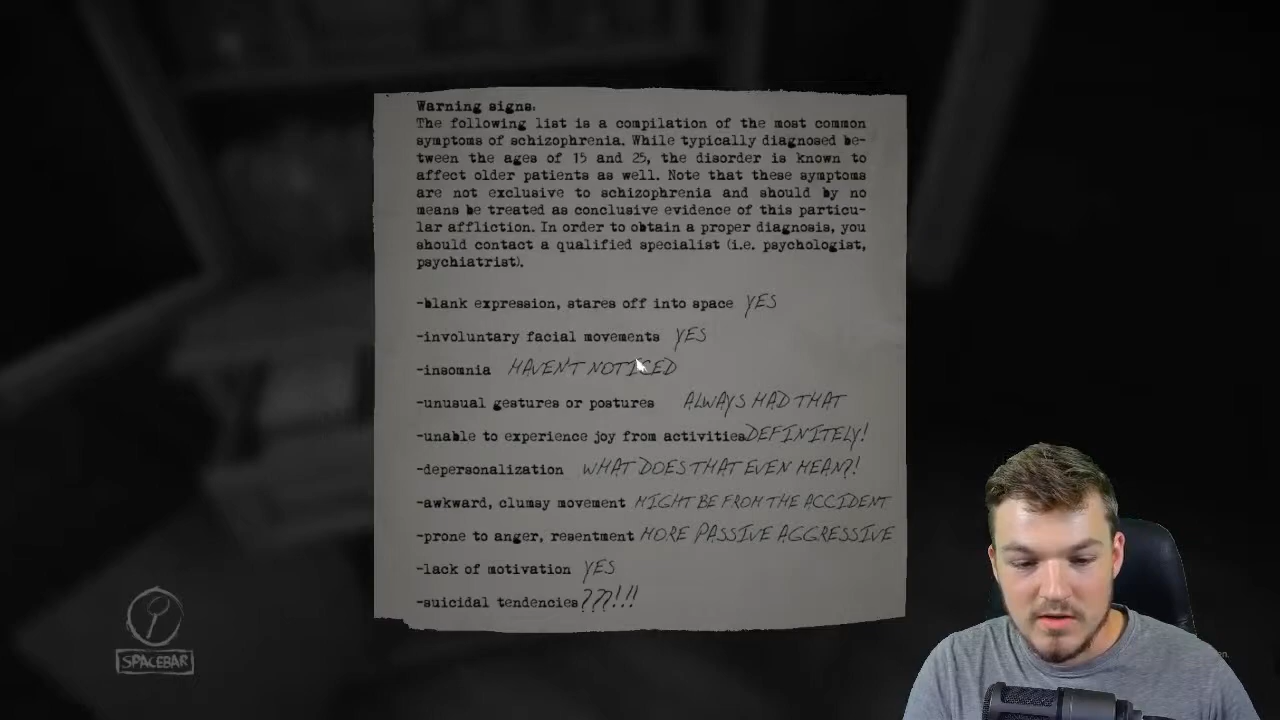 Warning signs.
The following list is a compilation of the most common
symptoms of schizophrenia. While typically diagnosed be-
tween the ages of 15 and 25, the disorder is known to
affect older patients as well. Note that these symptoms
are not exclusive to schizophrenia and should by no
means be treated as conclusive evidence of this particu-
lar affliction. In order to obtain a proper diagnosis, you
should contact a qualified specialist (i.e. psychologist,
psychiatrist).
-blank expression, stares off into space YES
-involuntary facial movements YES
-insomnia HAVEN'T NOTICED
-unusual gestures or postures ALWAYS HAD THAT
-unable to experience joy from activities DEFINITELY!
-depersonalization WHAT DOES THAT EVEN MEAN?!
-awkward, clumsy movement MIGHT BE FROM THE ACCIDENT
-prone to anger, resentment MORE PASSIVE AGGRESSIVE
-lack of motivation YES
-suicidal tendencies ???!!!
SPACEBAR